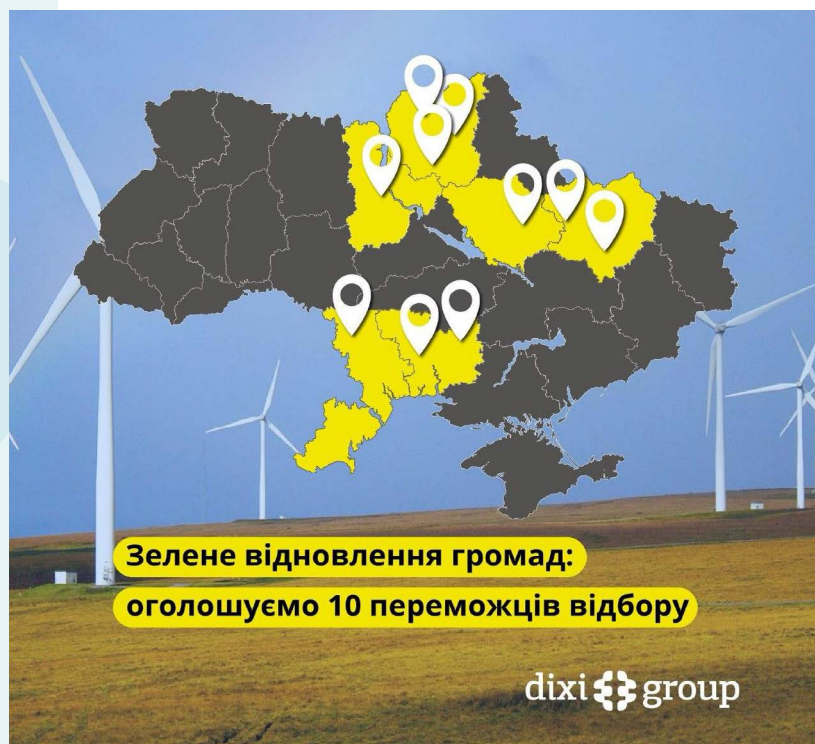 Зелене відновлення громад:
оголошуємо 10 переможців відбору
dixi group